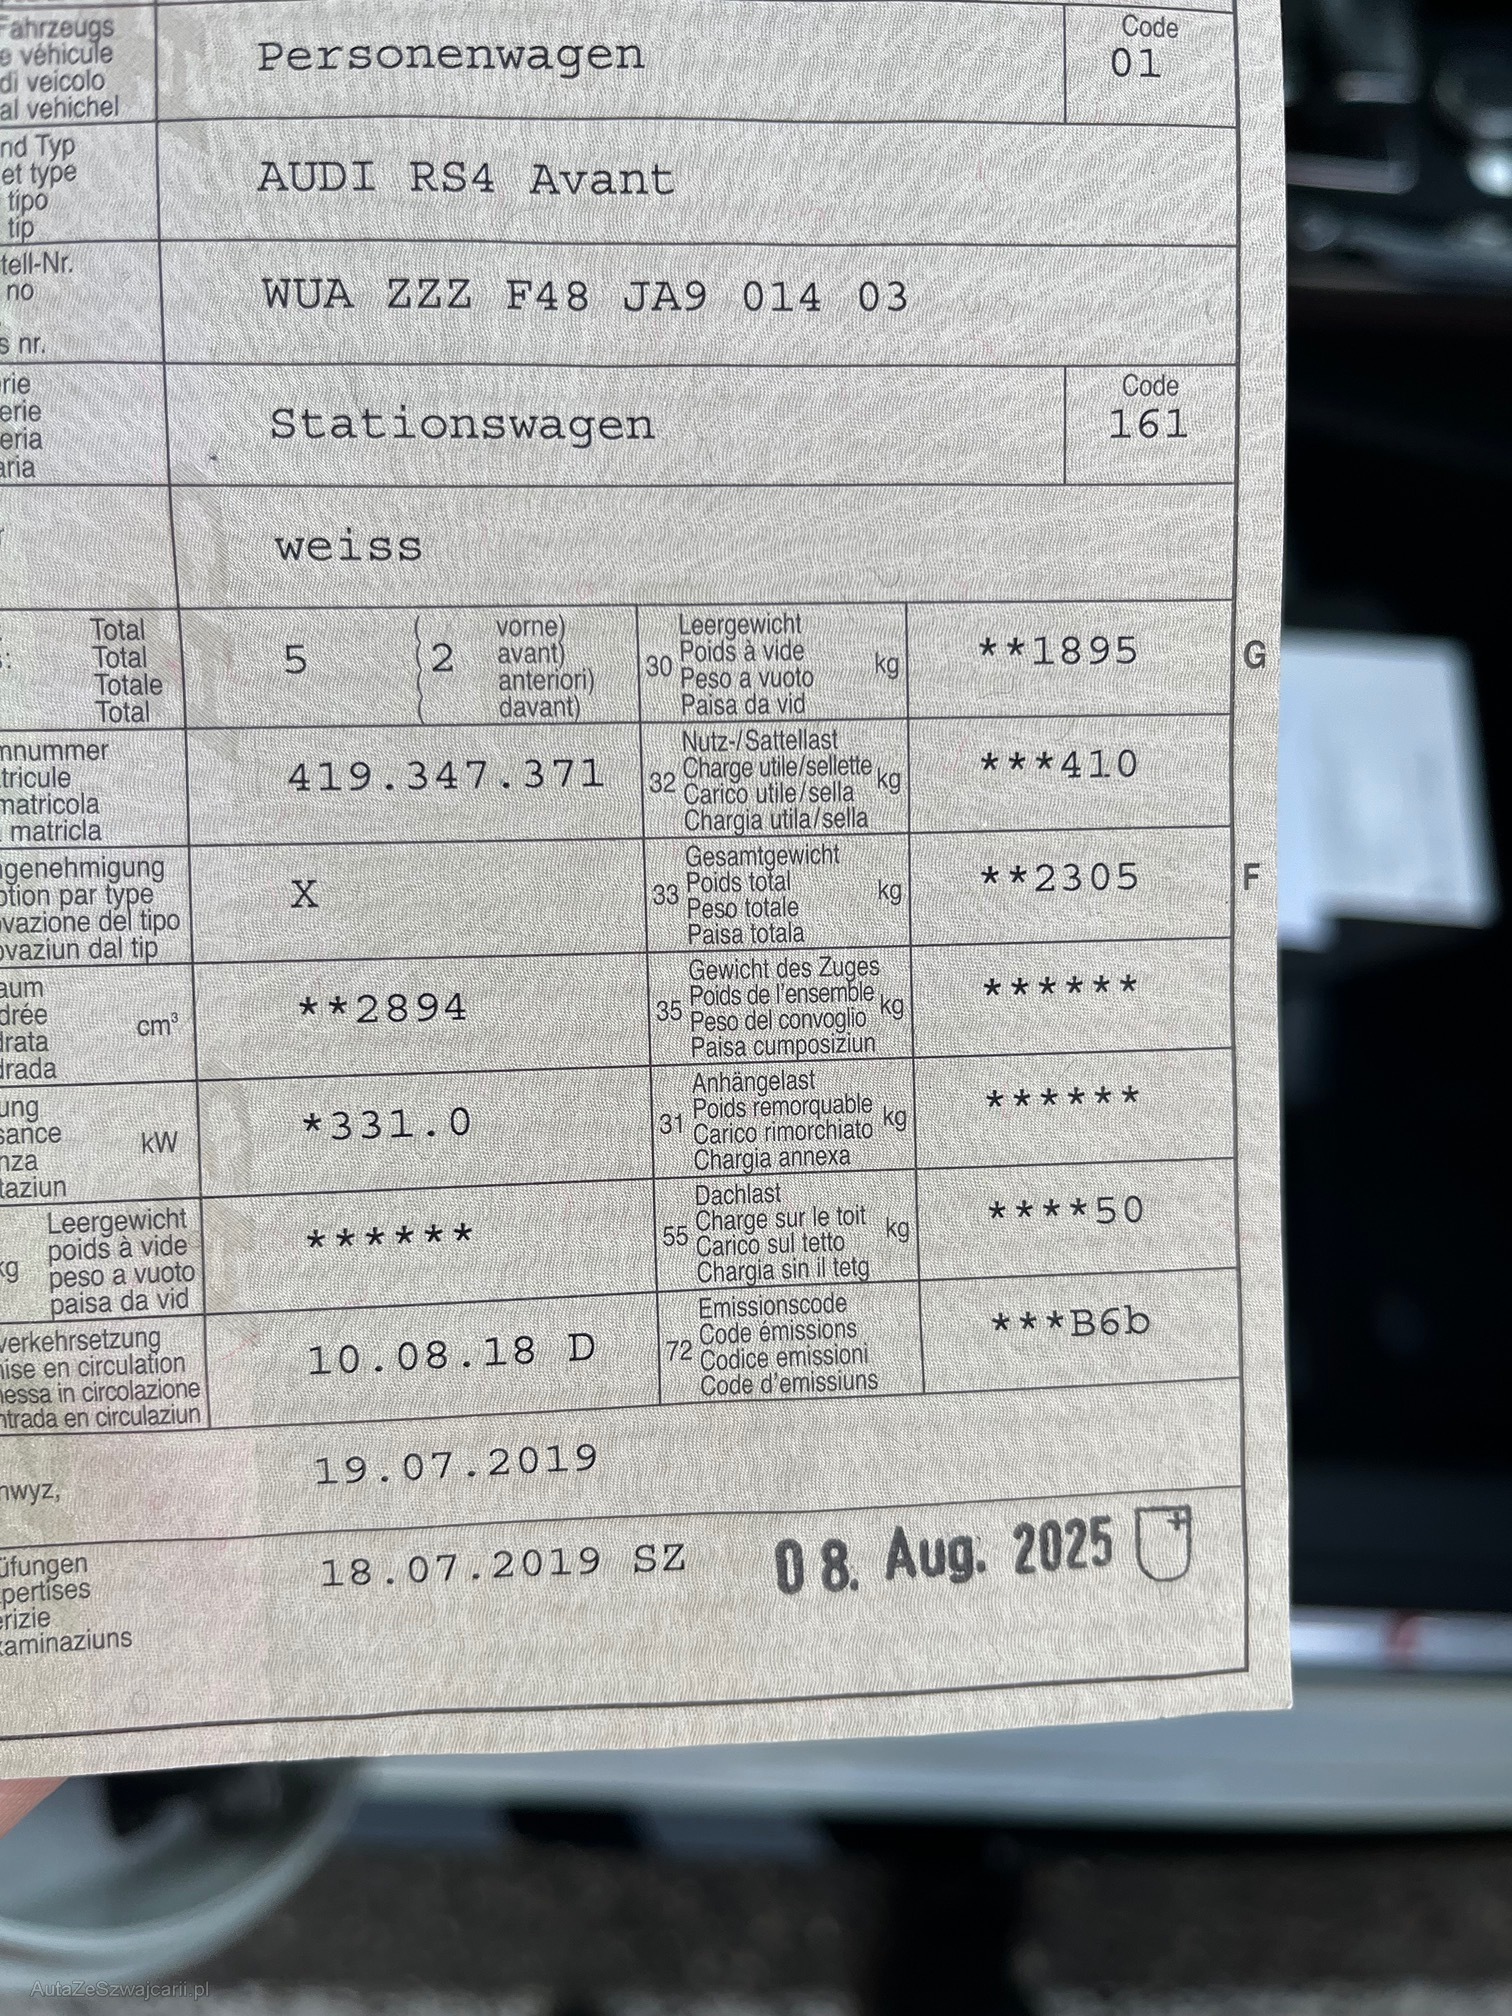 Fahrzeugs
e véhicule
di veicolo
al vehichel
Personenwagen
Code
01
nd Typ
et type
tipo
tip
AUDI RS4 Avant
tell-Nr.
no
s nr.
WUA ZZZ F48 JA9 014 03
rie
erie
eria
aria
Stationswagen
Code
161
weiss
Total
Total
Totale
Total
5
2
vorne)
avant)
anteriori)
davant)
30
Leergewicht
Poids à vide
Peso a vuoto
Paisa da vid
kg
**1895
G
mnummer
tricule
matricola
matricla
419.347.371
32
Nutz-/Sattellast
Charge utile/sellette
Carico utile/sella
Chargia utila/sella
kg
***410
genehmigung
ption par type
ovazione del tipo
ovaziun dal tip
X
33
Gesamtgewicht
Poids total
Peso totale
Paisa totala
kg
**2305
F
aum
drée
drata
drada
cm³
**2894
35
Gewicht des Zuges
Poids de l'ensemble
Peso del convoglio
Paisa cumposiziun
kg
******
ung
sance
nza
taziun
kW
*331.0
31
Anhängelast
Poids remorquable
Carico rimorchiato
Chargia annexa
kg
******
kg
Leergewicht
poids à vide
peso a vuoto
paisa da vid
******
55
Dachlast
Charge sur le toit
Carico sul tetto
Chargia sin il tetg
kg
****50
verkehrsetzung
mise en circulation
messa in circolazione
ntrada en circulaziun
10.08.18 D
72
Emissionscode
Code émissions
Codice emissioni
Code d'emissiuns
***B6b
hwyz,
19.07.2019
üfungen
pertises
erizie
xaminaziuns
18.07.2019 SZ
08. Aug. 2025
AutaZeSzwajcarii.pl